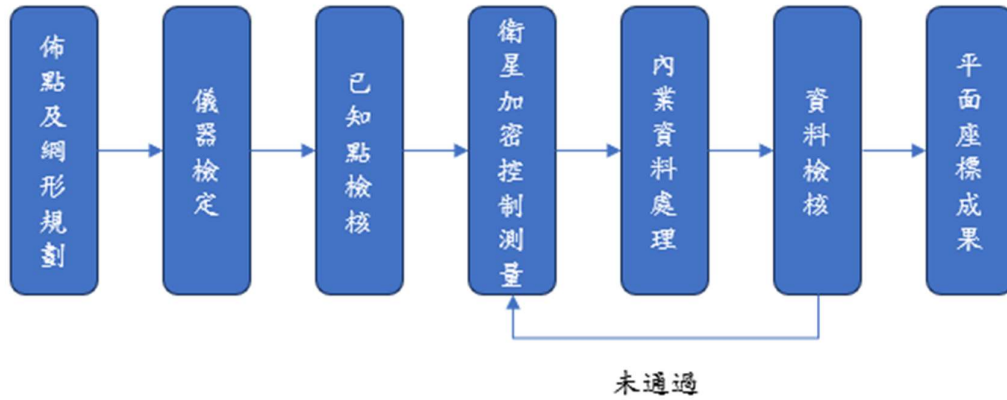 佈點及網形規劃
儀器檢定
已知點檢核
衛星加密控制測量
內業資料處理
資料檢核
平面座標成果
未通過